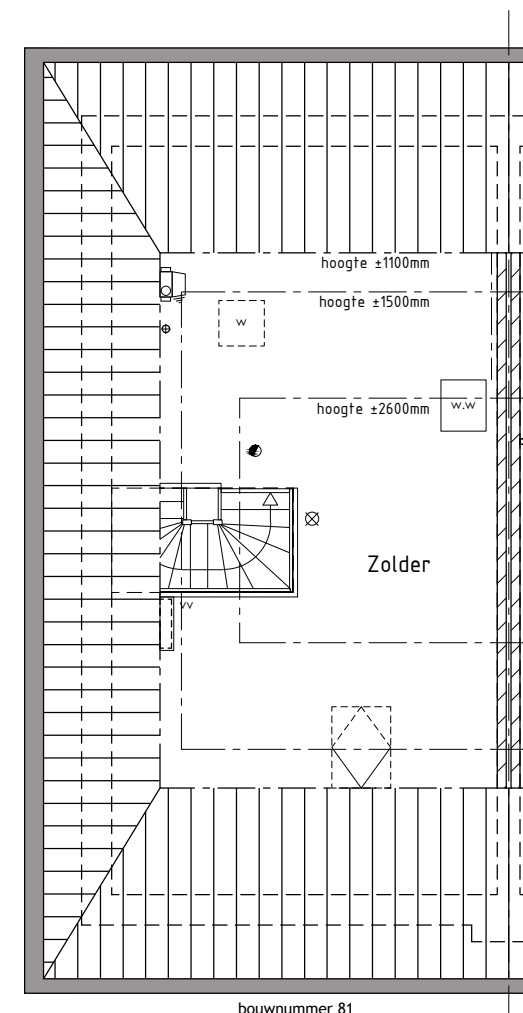 hoogte ±1100mm
hoogte ±1500mm
w
hoogte ±2600mm
w.w
Zolder
vv
bouwnummer 81